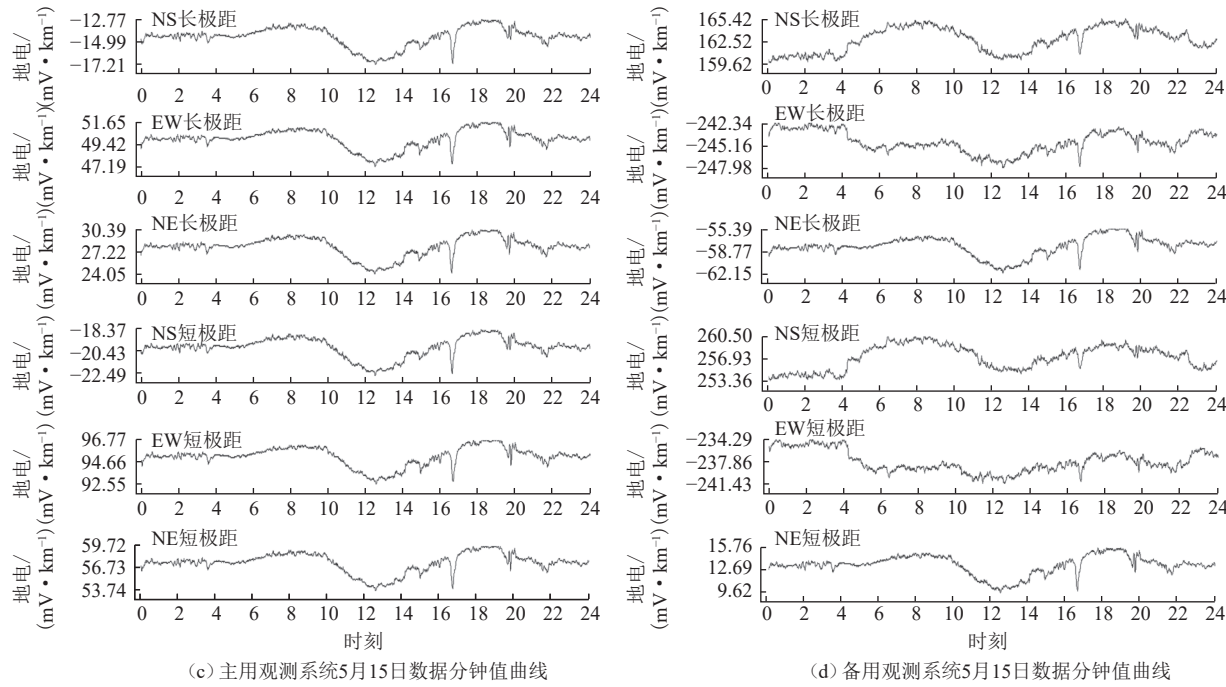 NS长极距
−12.77
−14.99
−17.21
地电/
(mV·km⁻¹)
0 2 4 6 8 10 12 14 16 18 20 22 24
EW长极距
51.65
49.42
47.19
地电/
(mV·km⁻¹)
0 2 4 6 8 10 12 14 16 18 20 22 24
NE长极距
30.39
27.22
24.05
地电/
(mV·km⁻¹)
0 2 4 6 8 10 12 14 16 18 20 22 24
NS短极距
−18.37
−20.43
−22.49
地电/
(mV·km⁻¹)
0 2 4 6 8 10 12 14 16 18 20 22 24
EW短极距
96.77
94.66
92.55
地电/
(mV·km⁻¹)
0 2 4 6 8 10 12 14 16 18 20 22 24
NE短极距
59.72
56.73
53.74
地电/
(mV·km⁻¹)
0 2 4 6 8 10 12 14 16 18 20 22 24
时刻
(c) 主用观测系统5月15日数据分钟值曲线
NS长极距
165.42
162.52
159.62
地电/
(mV·km⁻¹)
0 2 4 6 8 10 12 14 16 18 20 22 24
EW长极距
−242.34
−245.16
−247.98
地电/
(mV·km⁻¹)
0 2 4 6 8 10 12 14 16 18 20 22 24
NE长极距
−55.39
−58.77
−62.15
地电/
(mV·km⁻¹)
0 2 4 6 8 10 12 14 16 18 20 22 24
NS短极距
260.50
256.93
253.36
地电/
(mV·km⁻¹)
0 2 4 6 8 10 12 14 16 18 20 22 24
EW短极距
−234.29
−237.86
−241.43
地电/
(mV·km⁻¹)
0 2 4 6 8 10 12 14 16 18 20 22 24
NE短极距
15.76
12.69
9.62
地电/
(mV·km⁻¹)
0 2 4 6 8 10 12 14 16 18 20 22 24
时刻
(d) 备用观测系统5月15日数据分钟值曲线